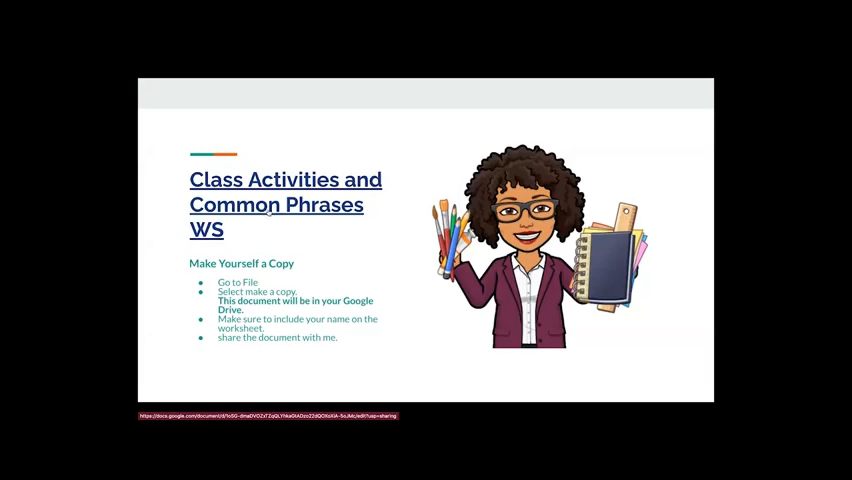 Class Activities and
Common Phrases
WS
Make Yourself a Copy
● Go to File
● Select make a copy.
This document will be in your Google
Drive.
● Make sure to include your name on the
worksheet.
● share the document with me.